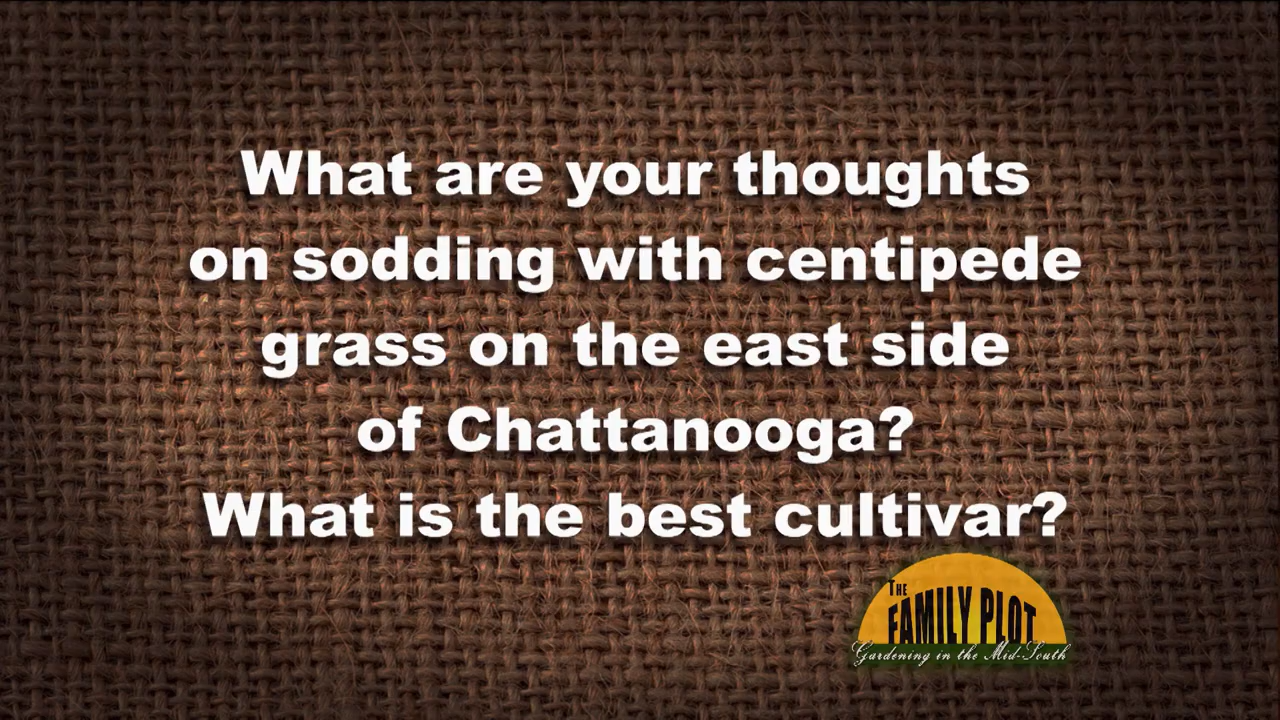 What are your thoughts
on sodding with centipede
grass on the east side
of Chattanooga?
What is the best cultivar?
THE
FAMILY PLOT
Gardening in the Mid-South